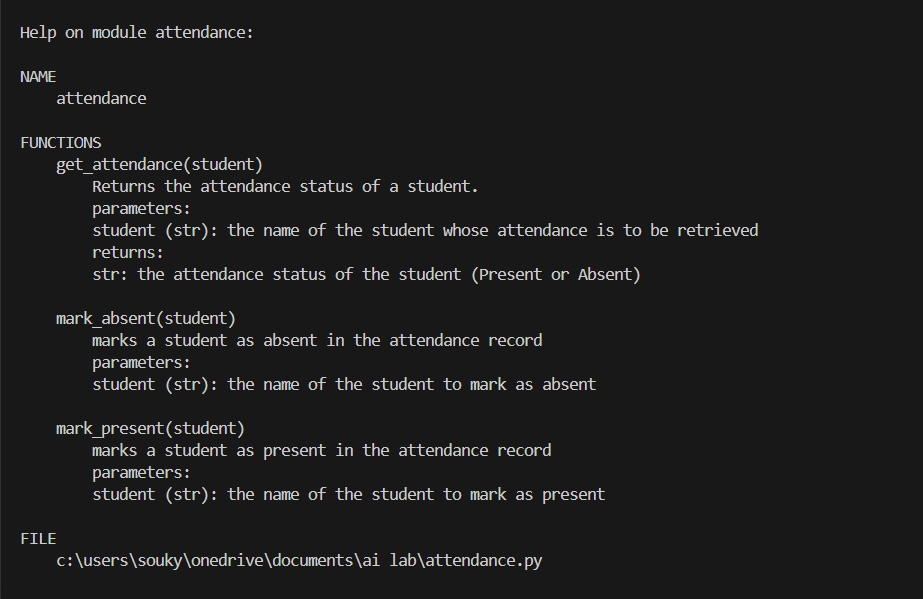 Help on module attendance:
NAME
attendance
FUNCTIONS
get_attendance(student)
Returns the attendance status of a student.
parameters:
student (str): the name of the student whose attendance is to be retrieved
returns:
str: the attendance status of the student (Present or Absent)
mark_absent(student)
marks a student as absent in the attendance record
parameters:
student (str): the name of the student to mark as absent
mark_present(student)
marks a student as present in the attendance record
parameters:
student (str): the name of the student to mark as present
FILE
c:\users\souky\onedrive\documents\ai lab\attendance.py